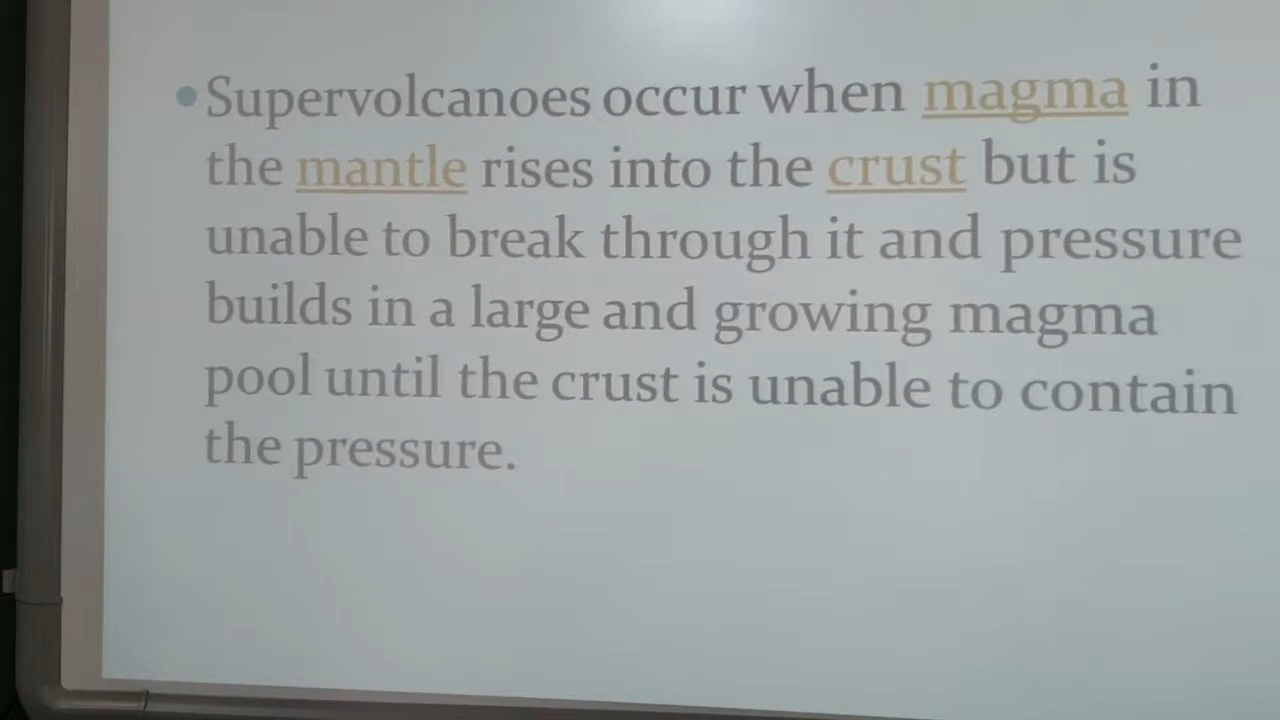 •Supervolcanoes occur when magma in
the mantle rises into the crust but is
unable to break through it and pressure
builds in a large and growing magma
pool until the crust is unable to contain
the pressure.